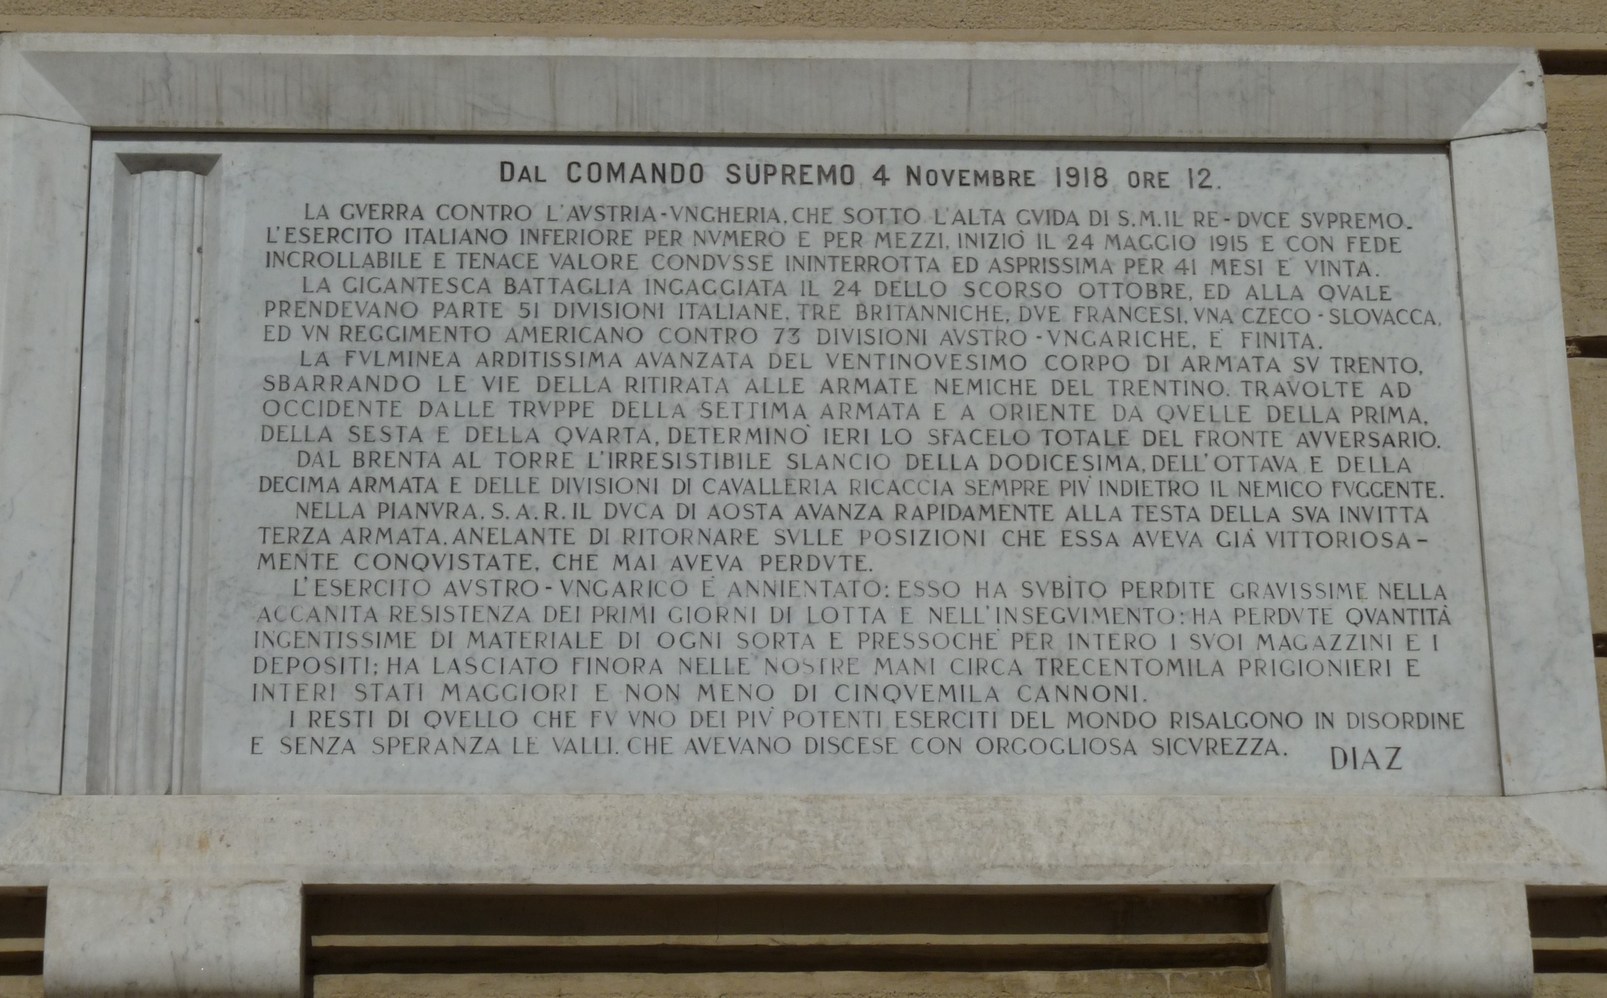 DAL COMANDO SUPREMO 4 NOVEMBRE 1918 ORE 12.
LA GVERRA CONTRO L'AVSTRIA-VNGHERIA, CHE SOTTO L'ALTA GVIDA DI S.M. IL RE-DVCE SVPREMO.
L'ESERCITO ITALIANO INFERIORE PER NVMERO E PER MEZZI, INIZIO' IL 24 MAGGIO 1915 E CON FEDE
INCROLLABILE E TENACE VALORE CONDVSSE ININTERROTTA ED ASPRISSIMA PER 41 MESI E' VINTA.
LA GIGANTESCA BATTAGLIA INGAGGIATA IL 24 DELLO SCORSO OTTOBRE, ED ALLA QVALE
PRENDEVANO PARTE 51 DIVISIONI ITALIANE, TRE BRITANNICHE, DVE FRANCESI, VNA CZECO-SLOVACCA,
ED VN REGGIMENTO AMERICANO CONTRO 73 DIVISIONI AVSTRO-VNGARICHE, E' FINITA.
LA FVLMINEA ARDITISSIMA AVANZATA DEL VENTINOVESIMO CORPO DI ARMATA SV TRENTO,
SBARRANDO LE VIE DELLA RITIRATA ALLE ARMATE NEMICHE DEL TRENTINO. TRAVOLTE AD
OCCIDENTE DALLE TRVPPE DELLA SETTIMA ARMATA E A ORIENTE DA QVELLE DELLA PRIMA,
DELLA SESTA E DELLA QVARTA, DETERMINO' IERI LO SFACELO TOTALE DEL FRONTE AVVERSARIO.
DAL BRENTA AL TORRE L'IRRESISTIBILE SLANCIO DELLA DODICESIMA, DELL'OTTAVA E DELLA
DECIMA ARMATA E DELLE DIVISIONI DI CAVALLERIA RICACCIA SEMPRE PIV' INDIETRO IL NEMICO FVGGENTE.
NELLA PIANVRA, S.A.R. IL DVCA DI AOSTA AVANZA RAPIDAMENTE ALLA TESTA DELLA SVA INVITTA
TERZA ARMATA, ANELANTE DI RITORNARE SVLLE POSIZIONI CHE ESSA AVEVA GIA' VITTORIOSA-
MENTE CONQVISTATE, CHE MAI AVEVA PERDVTE.
L'ESERCITO AVSTRO-VNGARICO E' ANNIENTATO: ESSO HA SVBÌTO PERDITE GRAVISSIME NELLA
ACCANITA RESISTENZA DEI PRIMI GIORNI DI LOTTA E NELL'INSEGVIMENTO: HA PERDVTE QVANTITÀ
INGENTISSIME DI MATERIALE DI OGNI SORTA E PRESSOCHE' PER INTERO I SVOI MAGAZZINI E I
DEPOSITI; HA LASCIATO FINORA NELLE NOSTRE MANI CIRCA TRECENTOMILA PRIGIONIERI E
INTERI STATI MAGGIORI E NON MENO DI CINQVEMILA CANNONI.
I RESTI DI QVELLO CHE FV VNO DEI PIV' POTENTI ESERCITI DEL MONDO RISALGONO IN DISORDINE
E SENZA SPERANZA LE VALLI, CHE AVEVANO DISCESE CON ORGOGLIOSA SICVREZZA.
DIAZ